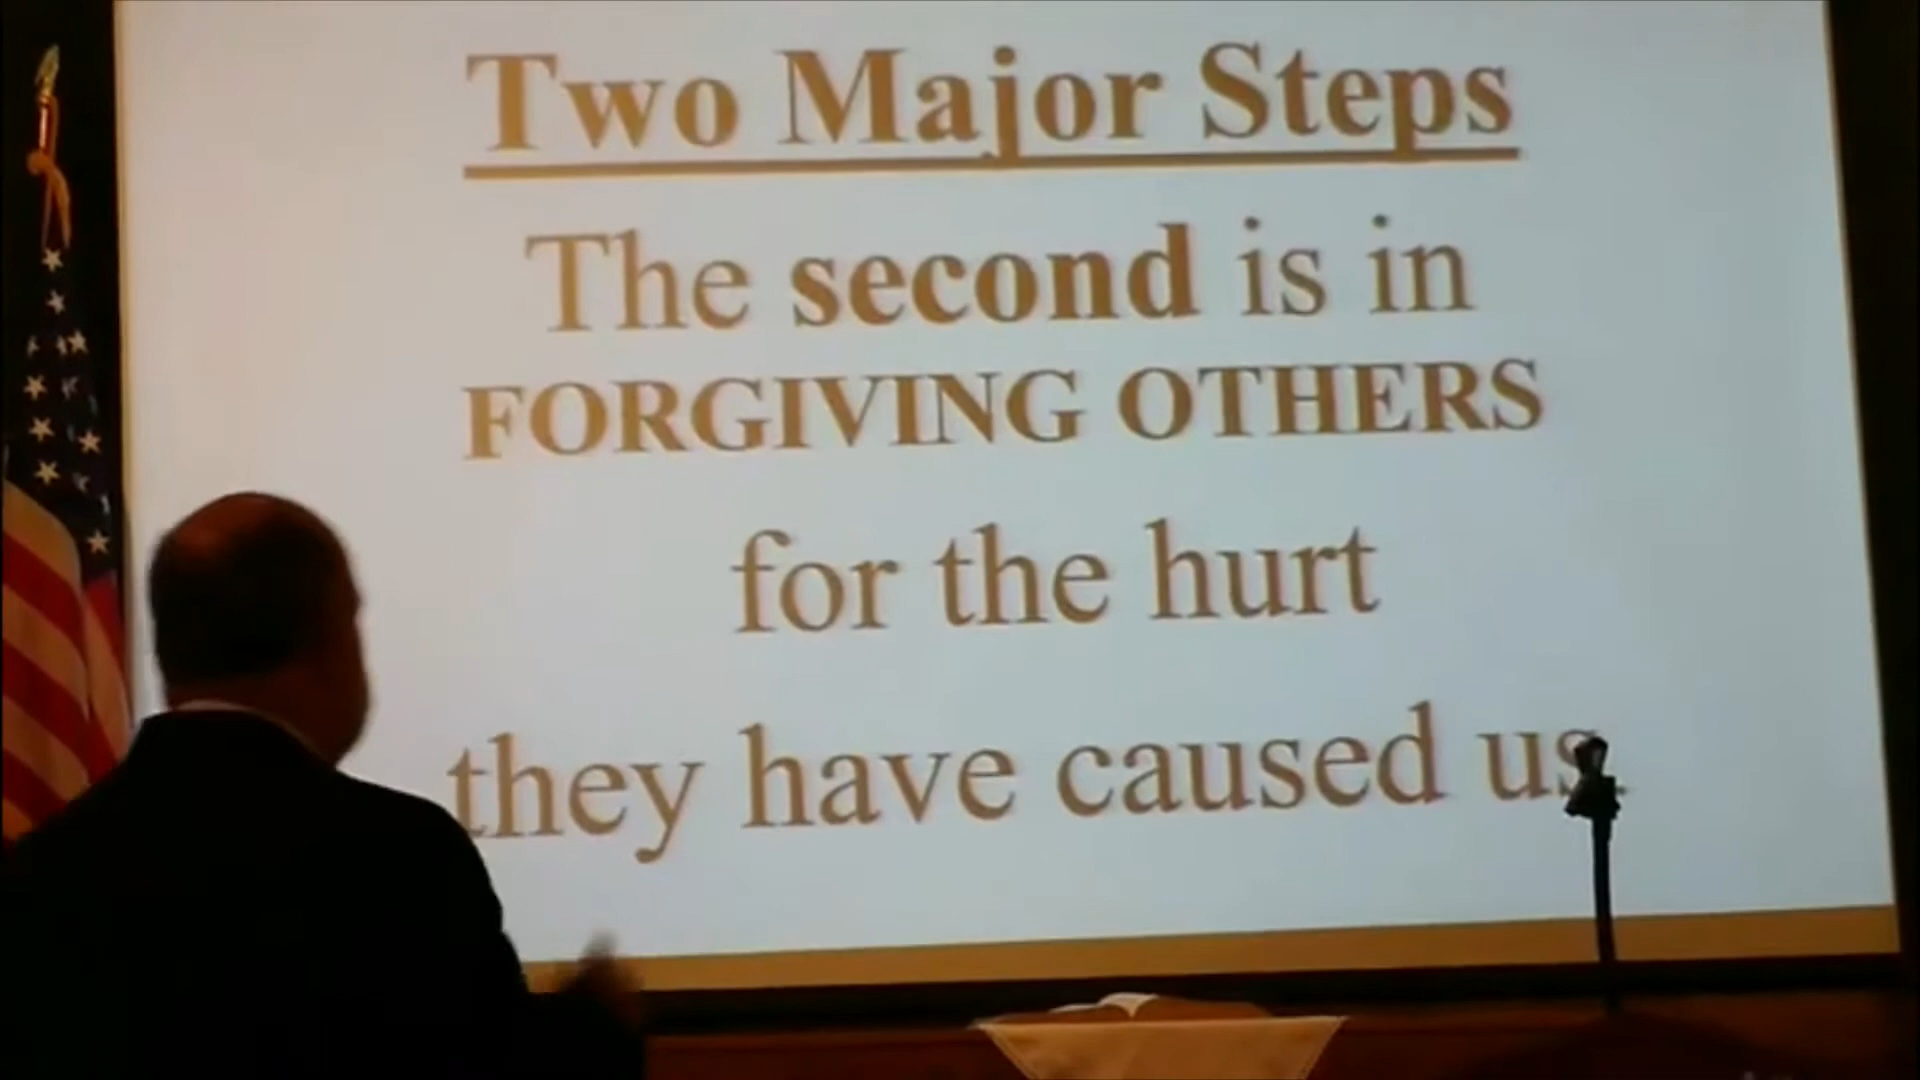 Two Major Steps
The second is in
FORGIVING OTHERS
for the hurt
they have caused us.